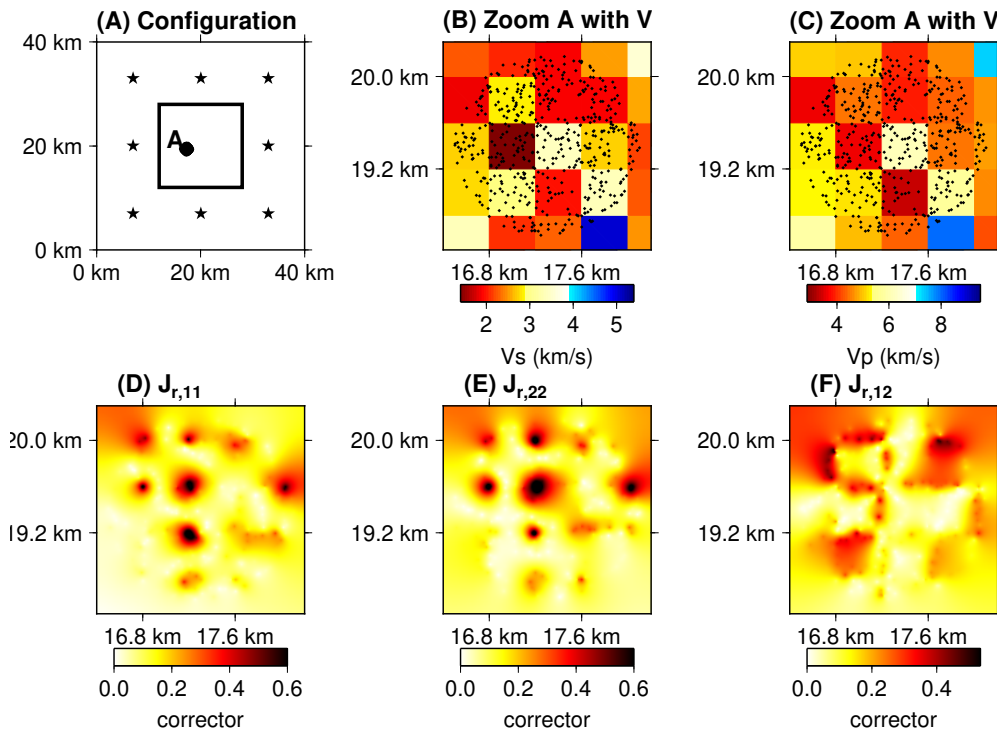 (A) Configuration
40 km
20 km
0 km
A
0 km
20 km
40 km
(B) Zoom A with V
20.0 km
19.2 km
16.8 km
17.6 km
2
3
4
5
Vs (km/s)
(C) Zoom A with V
20.0 km
19.2 km
16.8 km
17.6 km
4
6
8
Vp (km/s)
(D) Jr,11
20.0 km
19.2 km
16.8 km
17.6 km
0.0
0.2
0.4
0.6
corrector
(E) Jr,22
20.0 km
19.2 km
16.8 km
17.6 km
0.0
0.2
0.4
0.6
corrector
(F) Jr,12
20.0 km
19.2 km
16.8 km
17.6 km
0.0
0.2
0.4
corrector